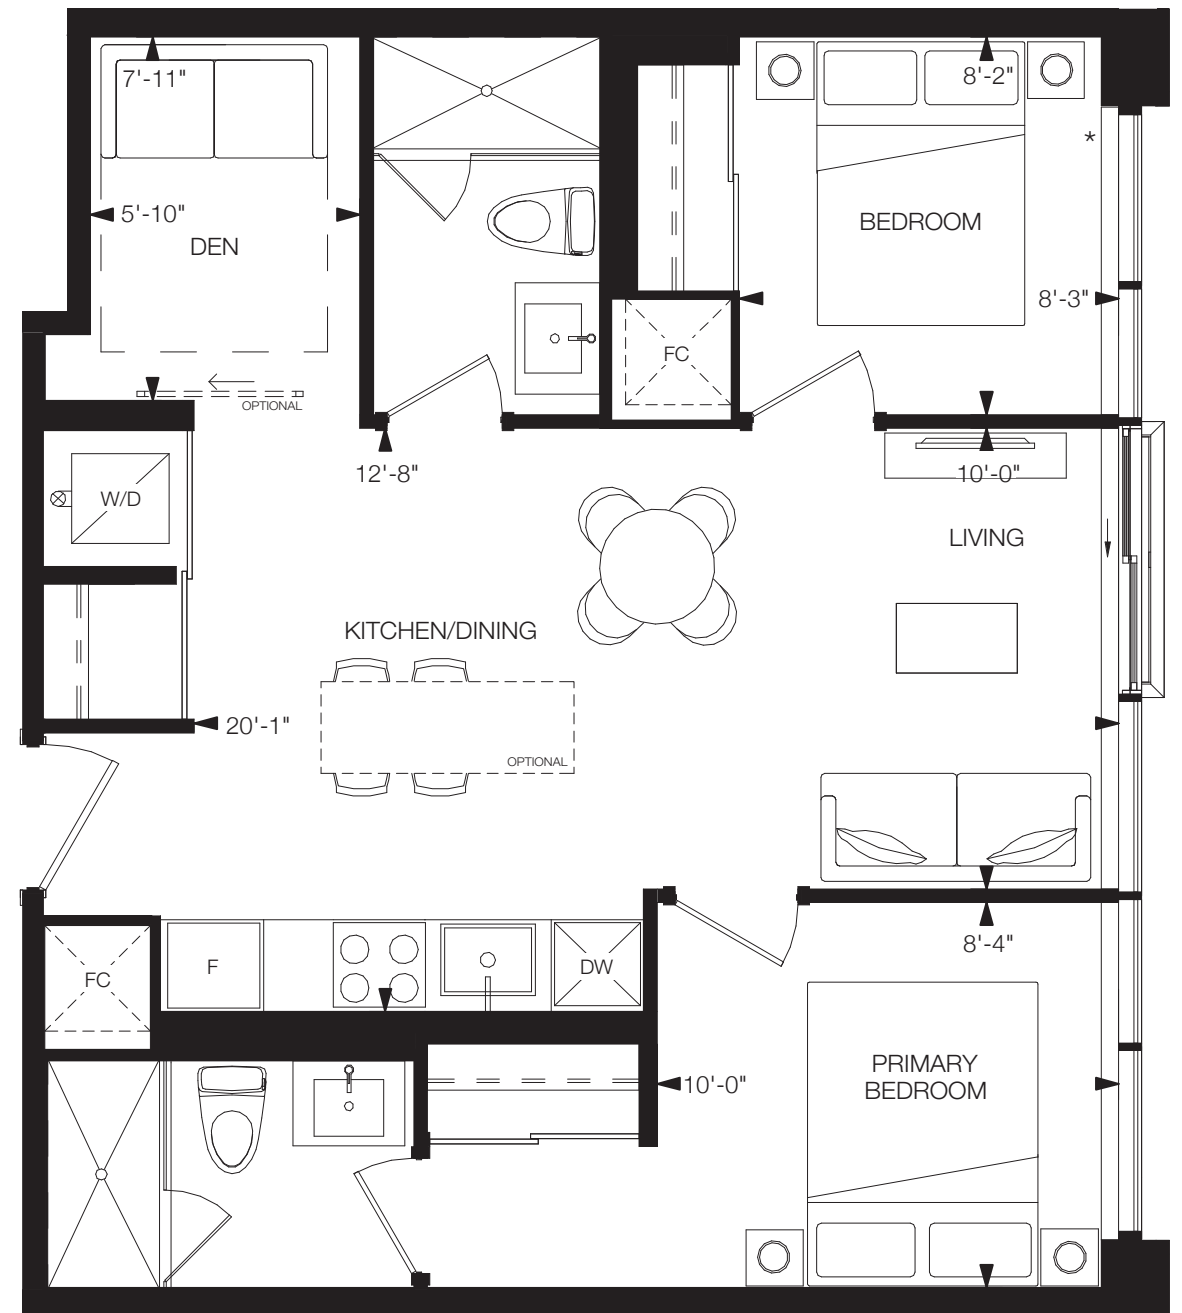 7'-11"
8'-2"
*
5'-10"
DEN
BEDROOM
8'-3"
FC
OPTIONAL
12'-8"
10'-0"
W/D
LIVING
KITCHEN/DINING
20'-1"
OPTIONAL
8'-4"
F
DW
FC
PRIMARY
BEDROOM
10'-0"